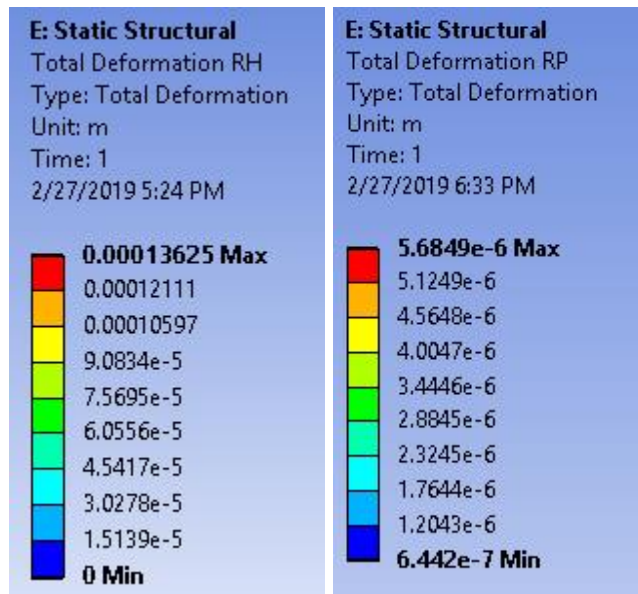 E: Static Structural
Total Deformation RH
Type: Total Deformation
Unit: m
Time: 1
2/27/2019 5:24 PM
0.00013625 Max
0.00012111
0.00010597
9.0834e-5
7.5695e-5
6.0556e-5
4.5417e-5
3.0278e-5
1.5139e-5
0 Min
E: Static Structural
Total Deformation RP
Type: Total Deformation
Unit: m
Time: 1
2/27/2019 6:33 PM
5.6849e-6 Max
5.1249e-6
4.5648e-6
4.0047e-6
3.4446e-6
2.8845e-6
2.3245e-6
1.7644e-6
1.2043e-6
6.442e-7 Min